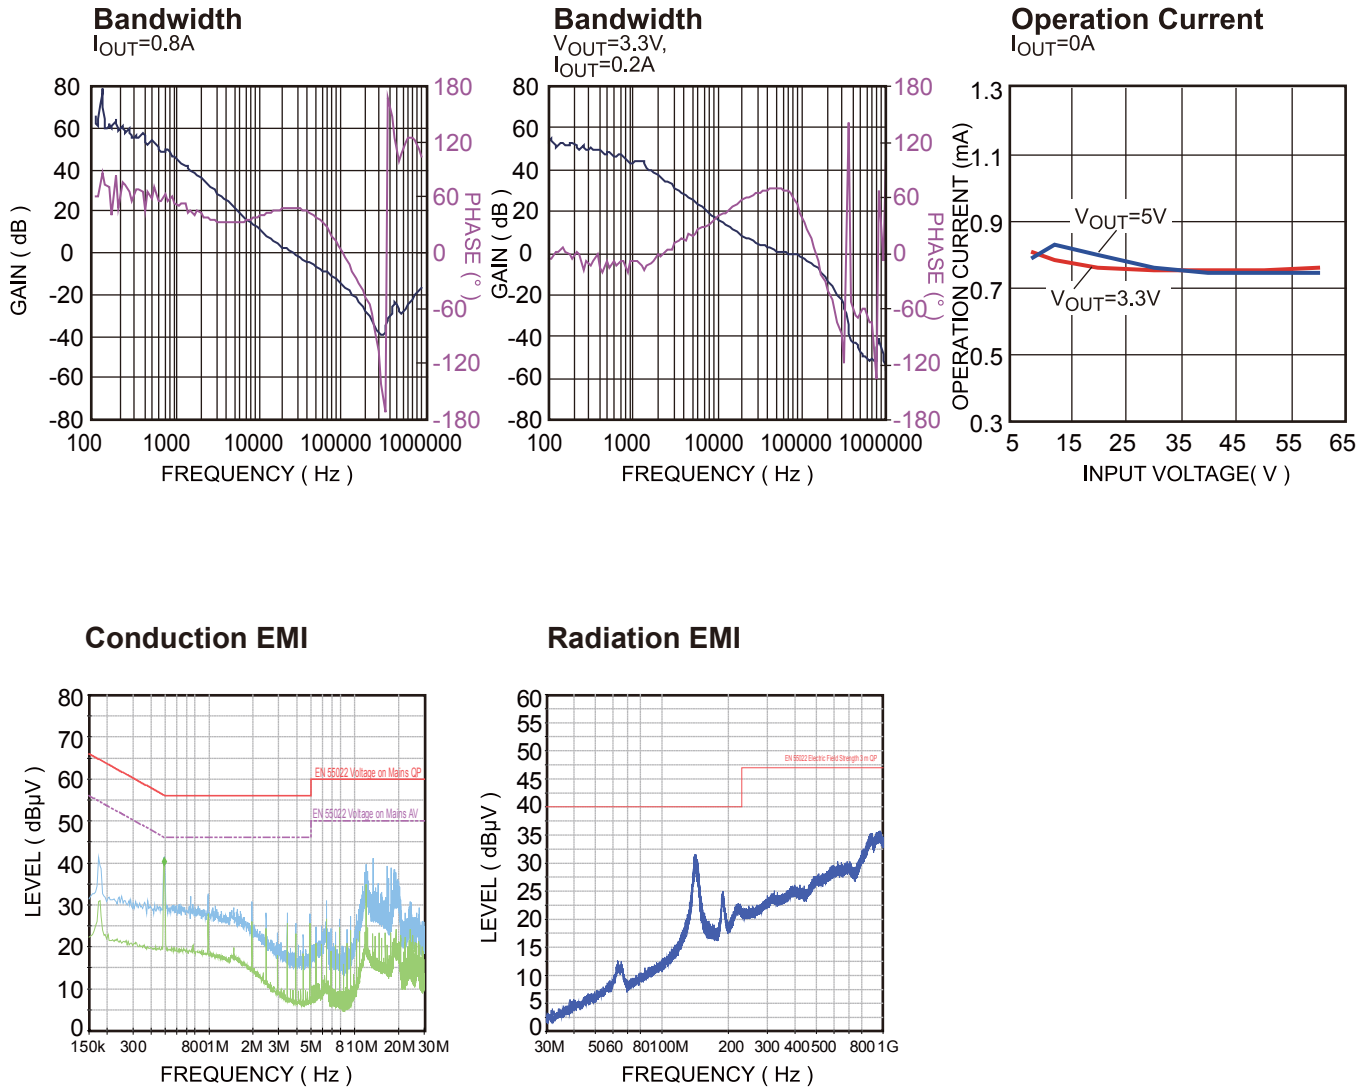 Bandwidth
I_OUT=0.8A
80
60
40
20
0
-20
-40
-60
-80
180
120
60
0
-60
-120
-180
GAIN ( dB )
PHASE ( ° )
100 1000 10000 100000 1000000
FREQUENCY ( Hz )
Bandwidth
V_OUT=3.3V,
I_OUT=0.2A
80
60
40
20
0
-20
-40
-60
-80
180
120
60
0
-60
-120
-180
GAIN ( dB )
PHASE ( ° )
100 1000 10000 100000 1000000
FREQUENCY ( Hz )
Operation Current
I_OUT=0A
1.3
1.1
0.9
0.7
0.5
0.3
OPERATION CURRENT (mA)
V_OUT=5V
V_OUT=3.3V
5 15 25 35 45 55 65
INPUT VOLTAGE( V )
Conduction EMI
80
70
60
50
40
30
20
10
0
LEVEL ( dBµV )
EN 55022 Voltage on Mains QP
EN 55022 Voltage on Mains AV
150k 300 8001M 2M 3M 5M 810M 20M 30M
FREQUENCY ( Hz )
Radiation EMI
60
55
50
45
40
35
30
25
20
15
10
5
0
LEVEL ( dBµV )
EN 55022 Electric Field Strength 3 m QP
30M 5060 80100M 200 300 400500 800 1G
FREQUENCY ( Hz )